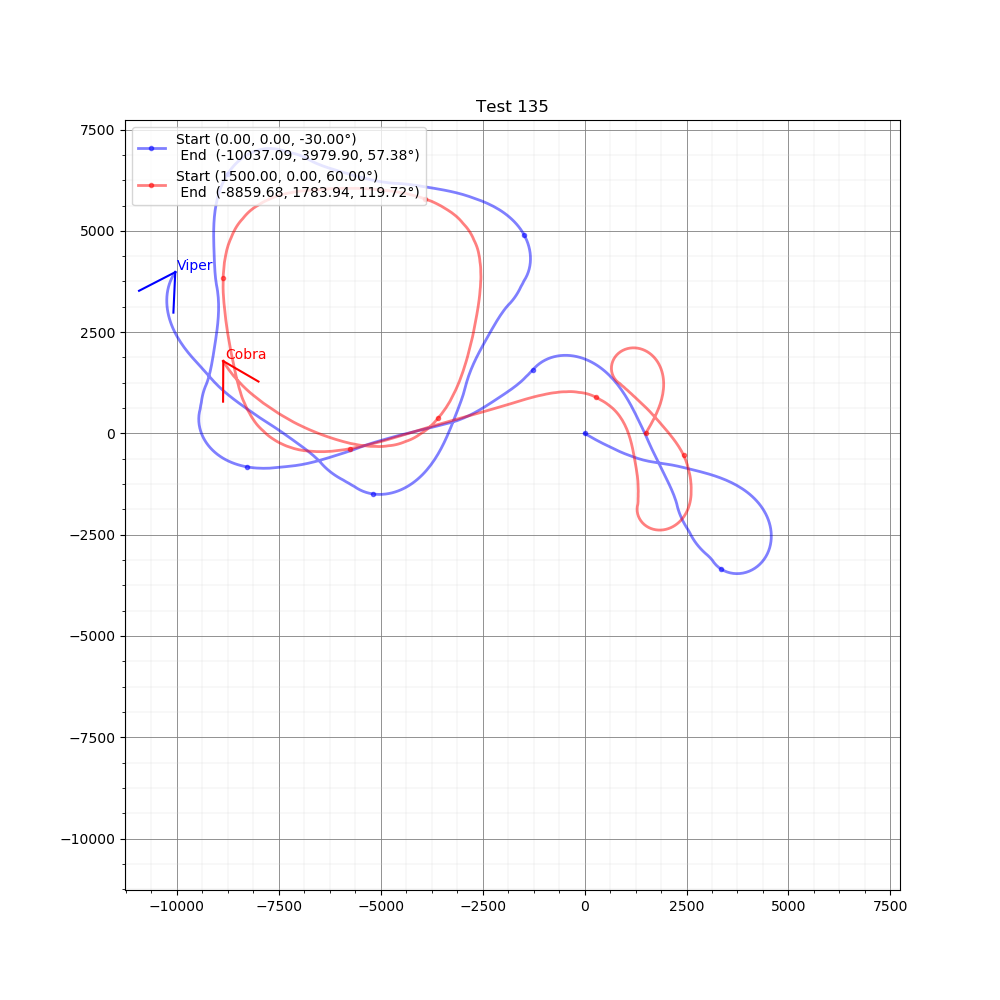 Test 135
Start (0.00, 0.00, -30.00°)
End (-10037.09, 3979.90, 57.38°)
Start (1500.00, 0.00, 60.00°)
End (-8859.68, 1783.94, 119.72°)
Viper
Cobra
7500
5000
2500
0
−2500
−5000
−7500
−10000
−10000 −7500 −5000 −2500 0 2500 5000 7500